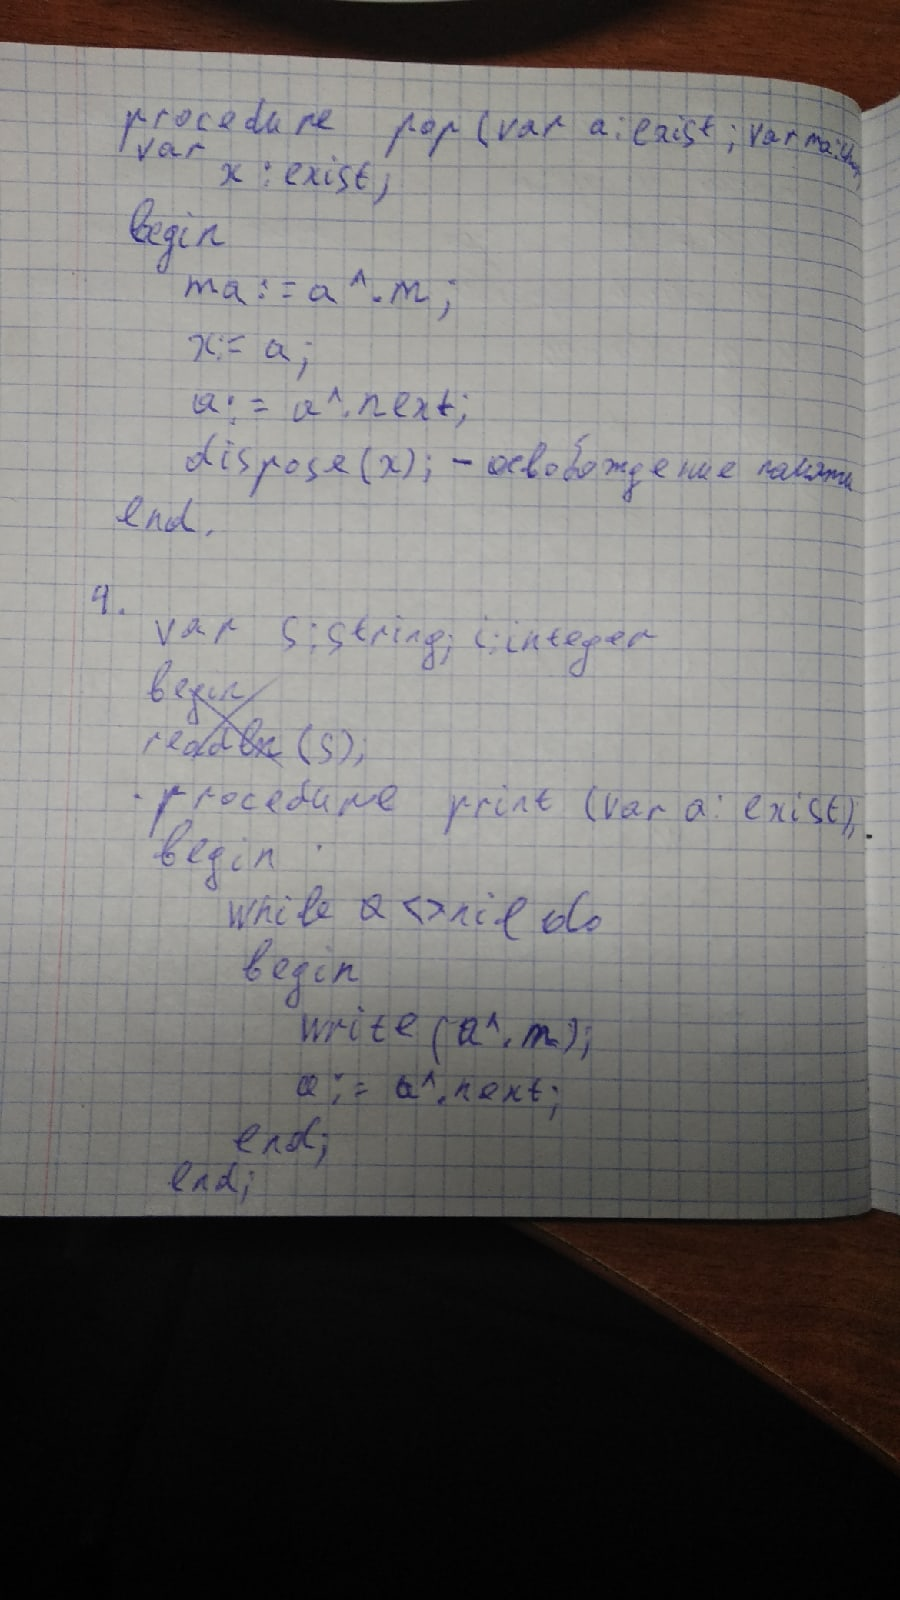 procedure pop (var a: exist; var ma:
var
x: exist;
begin
ma:=a^.m;
x:= a;
a:= a^.next;
dispose(x); - освобождение памяти
end.
4.
var s:string; i:integer
begin
readln (s);
procedure print (var a: exist);
begin
while a <> nil do
begin
write (a^.m);
a:= a^.next;
end;
end;